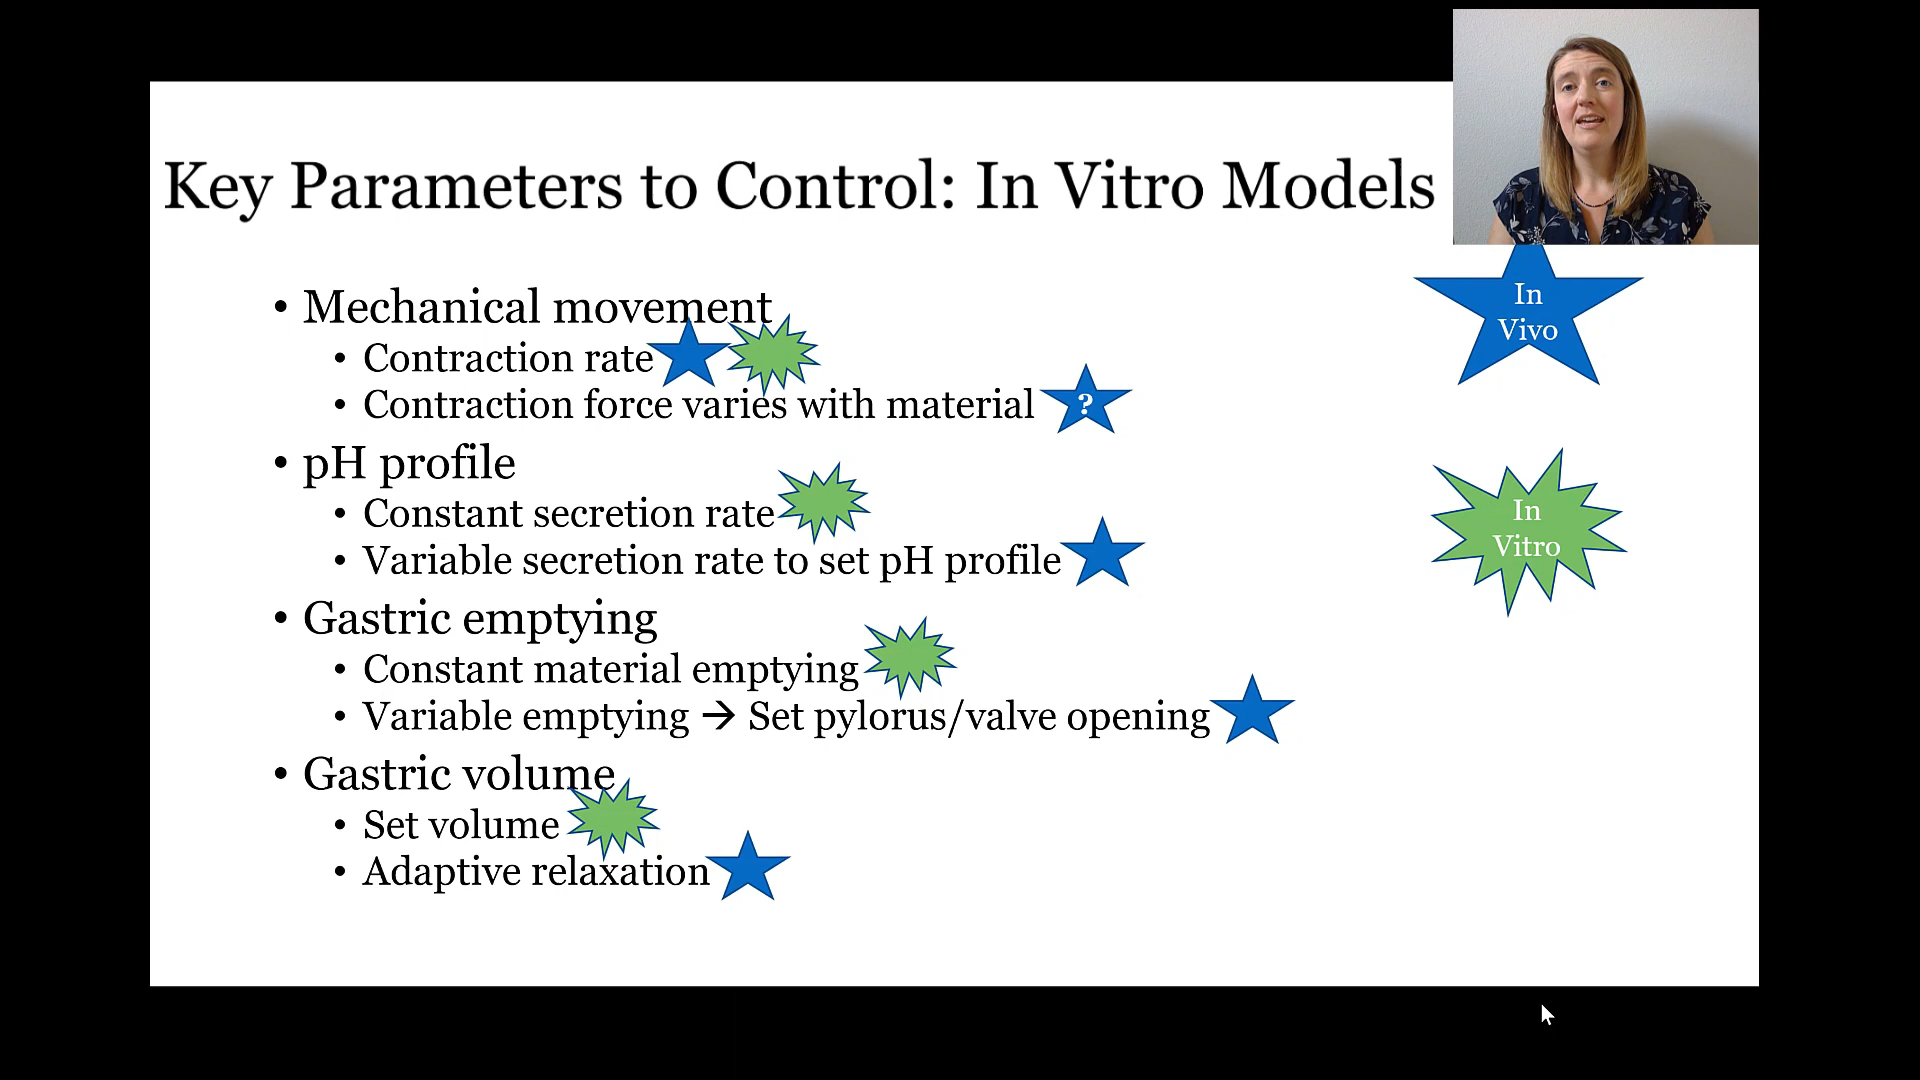 Key Parameters to Control: In Vitro Models
• Mechanical movement
• Contraction rate
• Contraction force varies with material
?
• pH profile
• Constant secretion rate
• Variable secretion rate to set pH profile
• Gastric emptying
• Constant material emptying
• Variable emptying → Set pylorus/valve opening
• Gastric volume
• Set volume
• Adaptive relaxation
In
Vivo
In
Vitro